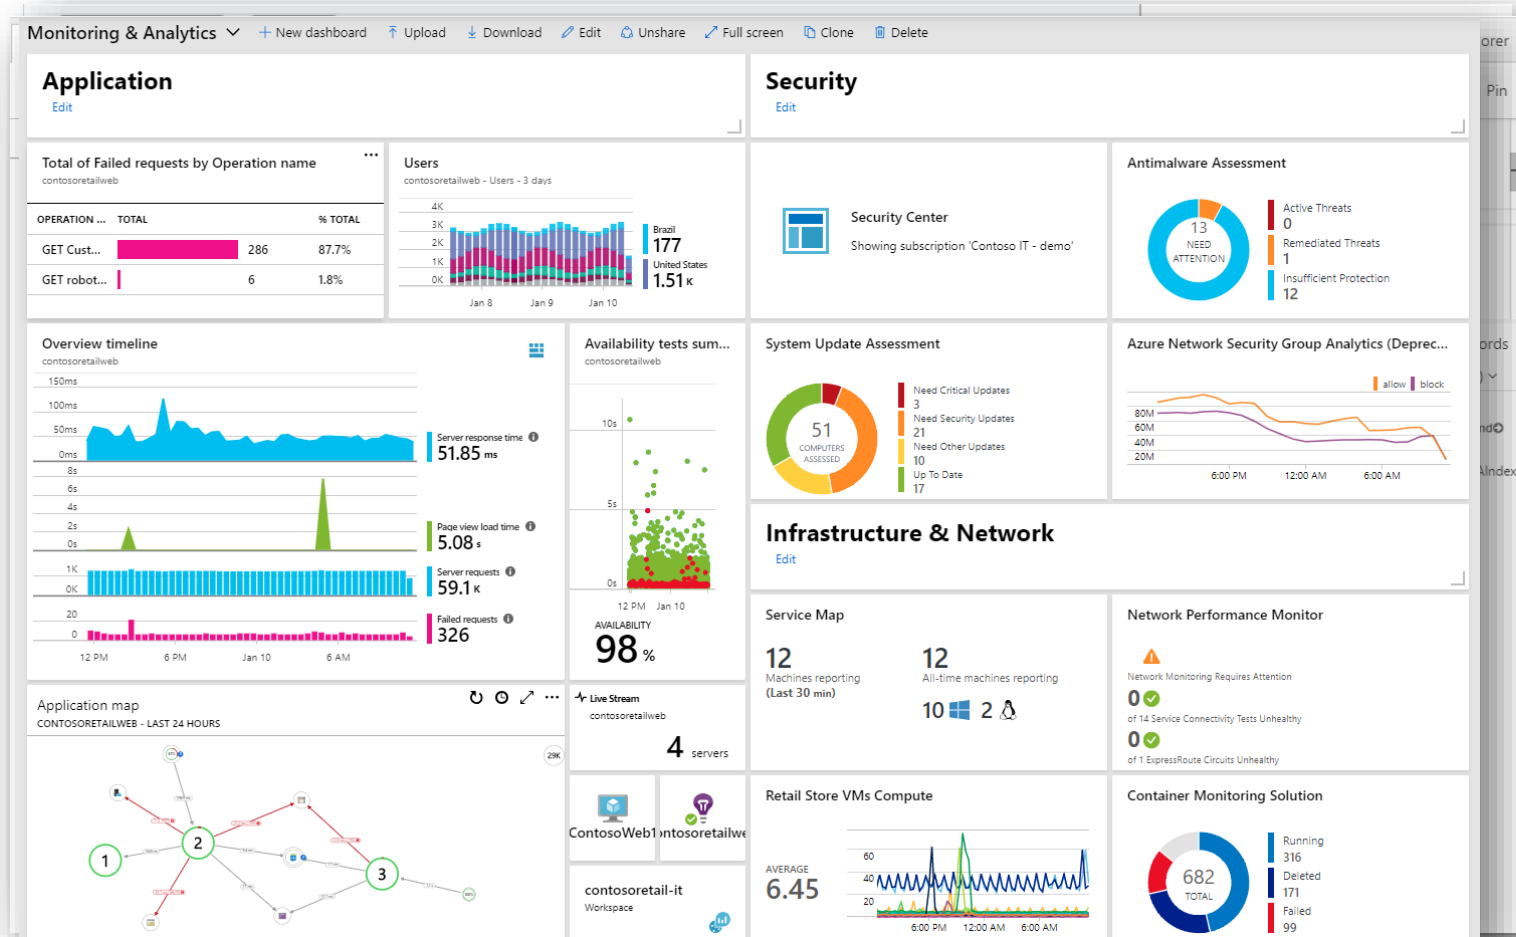 Monitoring & Analytics
New dashboard
Upload
Download
Edit
Unshare
Full screen
Clone
Delete
orer
Pin
Application
Edit
Security
Edit
Total of Failed requests by Operation name
contosoretailweb
OPERATION ... TOTAL % TOTAL
GET Cust... 286 87.7%
GET robot... 6 1.8%
Users
contosoretailweb - Users - 3 days
4K
3K
2K
1K
0K
Jan 8 Jan 9 Jan 10
Brazil
177
United States
1.51 K
Security Center
Showing subscription 'Contoso IT - demo'
Antimalware Assessment
13
NEED
ATTENTION
Active Threats
0
Remediated Threats
1
Insufficient Protection
12
Overview timeline
contosoretailweb
150ms
100ms
50ms
0ms
Server response time
51.85 ms
8s
6s
4s
2s
0s
Page view load time
5.08 s
1K
0K
Server requests
59.1 K
20
0
Failed requests
326
12 PM 6 PM Jan 10 6 AM
Availability tests sum...
contosoretailweb
10s
5s
0s
12 PM Jan 10
AVAILABILITY
98 %
System Update Assessment
51
COMPUTERS
ASSESSED
Need Critical Updates
3
Need Security Updates
21
Need Other Updates
10
Up To Date
17
Azure Network Security Group Analytics (Deprec...
allow block
80M
60M
40M
20M
6:00 PM 12:00 AM 6:00 AM
ords
AIndex
Infrastructure & Network
Edit
Service Map
12
Machines reporting
(Last 30 min)
12
All-time machines reporting
10 2
Network Performance Monitor
Network Monitoring Requires Attention
0
of 14 Service Connectivity Tests Unhealthy
0
of 1 ExpressRoute Circuits Unhealthy
Application map
CONTOSORETAILWEB - LAST 24 HOURS
29K
1
2
3
Live Stream
contosoretailweb
4 servers
ContosoWeb1
ontosoretailwe
contosoretail-it
Workspace
Retail Store VMs Compute
AVERAGE
6.45
60
40
20
6:00 PM 12:00 AM 6:00 AM
Container Monitoring Solution
682
TOTAL
Running
316
Deleted
171
Failed
99